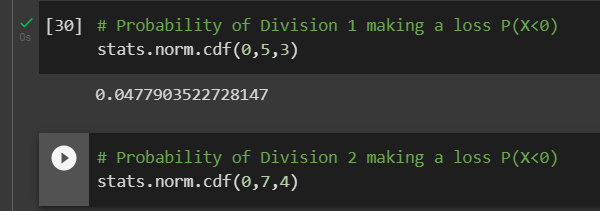 [30] # Probability of Division 1 making a loss P(X<0)
0s
stats.norm.cdf(0,5,3)
0.0477903522728147
# Probability of Division 2 making a loss P(X<0)
stats.norm.cdf(0,7,4)